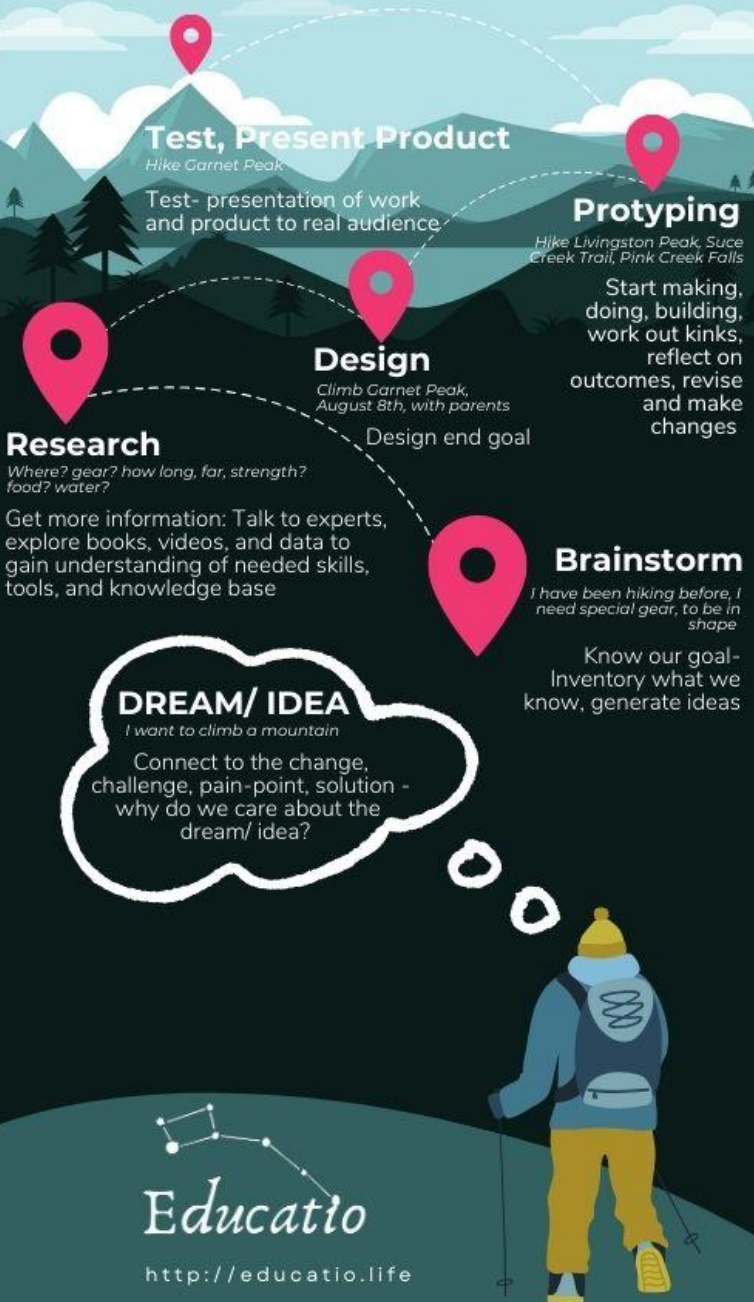 Test, Present Product
Hike Garnet Peak
Test- presentation of work
and product to real audience
Protyping
Hike Livingston Peak, Suce
Creek Trail, Pink Creek Falls
Start making,
doing, building,
work out kinks,
reflect on
outcomes, revise
and make
changes
Design
Climb Garnet Peak,
August 8th, with parents
Design end goal
Research
Where? gear? how long, far, strength?
food? water?
Get more information: Talk to experts,
explore books, videos, and data to
gain understanding of needed skills,
tools, and knowledge base
Brainstorm
I have been hiking before, I
need special gear, to be in
shape
Know our goal-
Inventory what we
know, generate ideas
DREAM/ IDEA
I want to climb a mountain
Connect to the change,
challenge, pain-point, solution -
why do we care about the
dream/ idea?
Educatio
http://educatio.life